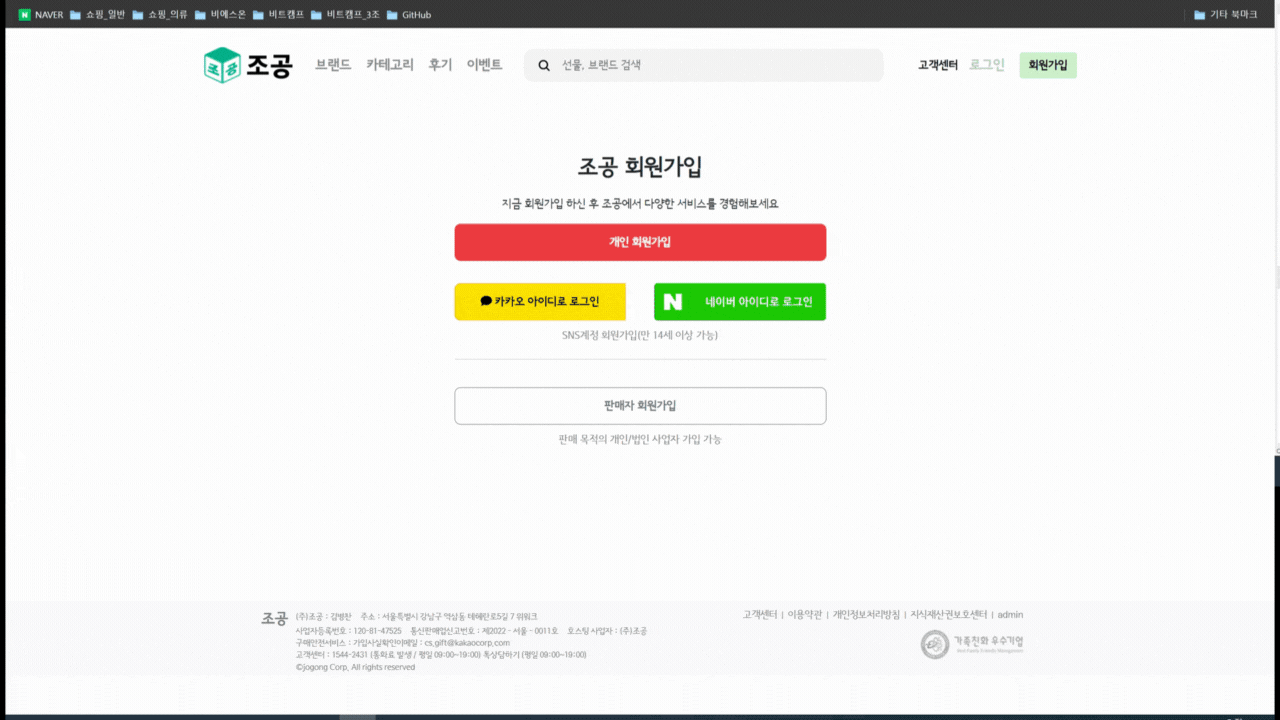 NAVER 쇼핑_일반 쇼핑_의류 비에스온 비트캠프 비트캠프_3조 GitHub 기타 북마크
조공 조공 브랜드 카테고리 후기 이벤트 선물, 브랜드 검색 고객센터 로그인 회원가입
조공 회원가입
지금 회원가입 하신 후 조공에서 다양한 서비스를 경험해보세요
개인 회원가입
카카오 아이디로 로그인 N 네이버 아이디로 로그인
SNS계정 회원가입(만 14세 이상 가능)
판매자 회원가입
판매 목적의 개인/법인 사업자 가입 가능
조공 (주)조공 : 김병찬 주소 : 서울특별시 강남구 역삼동 테헤란로5길 7 위워크
고객센터 | 이용약관 | 개인정보처리방침 | 지식재산권보호센터 | admin
사업자등록번호 : 120-81-47525 통신판매업신고번호 : 제2022 - 서울 - 0011호 호스팅 사업자 : (주)조공
구매안전서비스 : 가입사실확인이메일 : cs.gift@kakaocorp.com
고객센터 : 1544-2431 (통화료 발생 / 평일 09:00~19:00) 톡상담하기 (평일 09:00~19:00)
©jogong Corp, All rights reserved
가족친화 우수기업